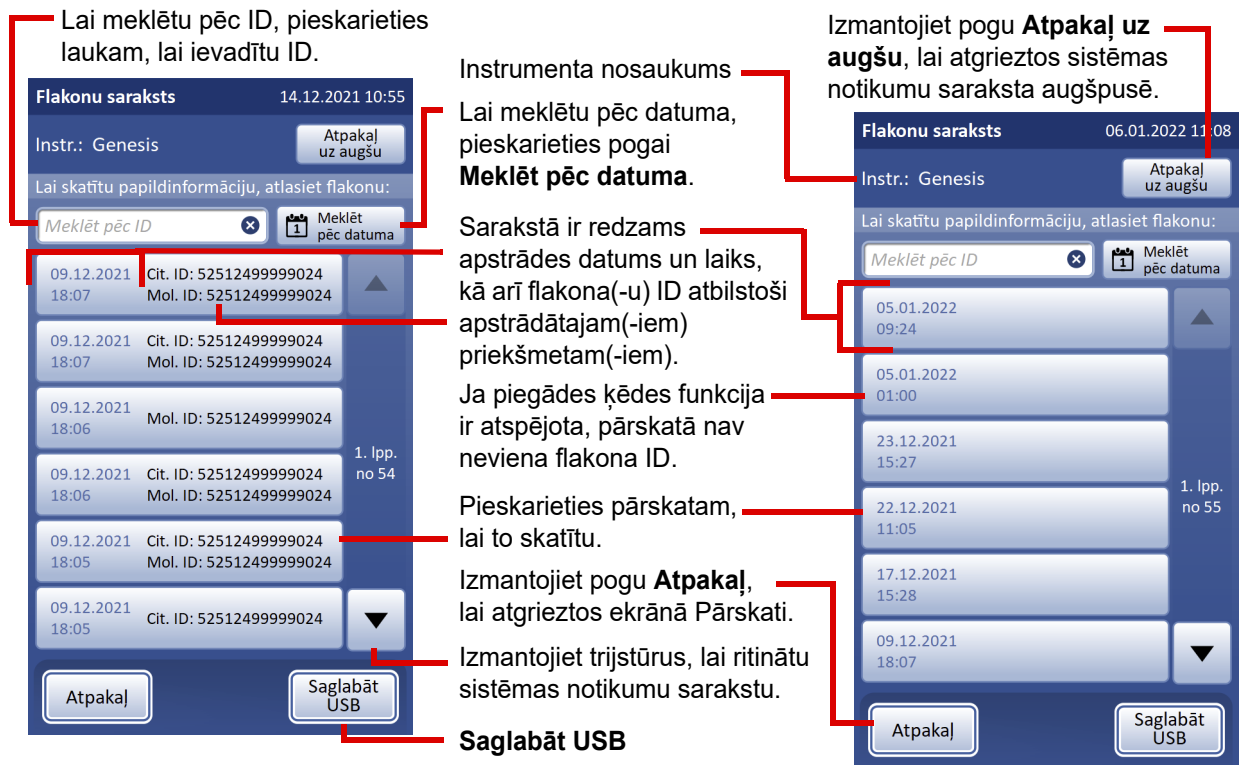 Lai meklētu pēc ID, pieskarieties
laukam, lai ievadītu ID.
Flakonu saraksts 14.12.2021 10:55
Instr.: Genesis
Atpakaļ
uz augšu
Lai skatītu papildinformāciju, atlasiet flakonu:
Meklēt pēc ID
Meklēt
pēc datuma
1
09.12.2021 Cit. ID: 52512499999024
18:07 Mol. ID: 52512499999024
09.12.2021 Cit. ID: 52512499999024
18:07 Mol. ID: 52512499999024
09.12.2021
18:06
Mol. ID: 52512499999024
09.12.2021 Cit. ID: 52512499999024
18:06 Mol. ID: 52512499999024
1. lpp.
no 54
09.12.2021 Cit. ID: 52512499999024
18:05 Mol. ID: 52512499999024
09.12.2021
18:05
Cit. ID: 52512499999024
Atpakaļ
Saglabāt
USB
Instrumenta nosaukums
Lai meklētu pēc datuma,
pieskarieties pogai
Meklēt pēc datuma.
Sarakstā ir redzams
apstrādes datums un laiks,
kā arī flakona(-u) ID atbilstoši
apstrādātajam(-iem)
priekšmetam(-iem).
Ja piegādes ķēdes funkcija
ir atspējota, pārskatā nav
neviena flakona ID.
Pieskarieties pārskatam,
lai to skatītu.
Izmantojiet pogu Atpakaļ,
lai atgrieztos ekrānā Pārskati.
Izmantojiet trijstūrus, lai ritinātu
sistēmas notikumu sarakstu.
Saglabāt USB
Izmantojiet pogu Atpakaļ uz
augšu, lai atgrieztos sistēmas
notikumu saraksta augšpusē.
Flakonu saraksts 06.01.2022 11:08
Instr.: Genesis
Atpakaļ
uz augšu
Lai skatītu papildinformāciju, atlasiet flakonu:
Meklēt pēc ID
Meklēt
pēc datuma
1
05.01.2022
09:24
05.01.2022
01:00
23.12.2021
15:27
22.12.2021
11:05
1. lpp.
no 55
17.12.2021
15:28
09.12.2021
18:07
Atpakaļ
Saglabāt
USB